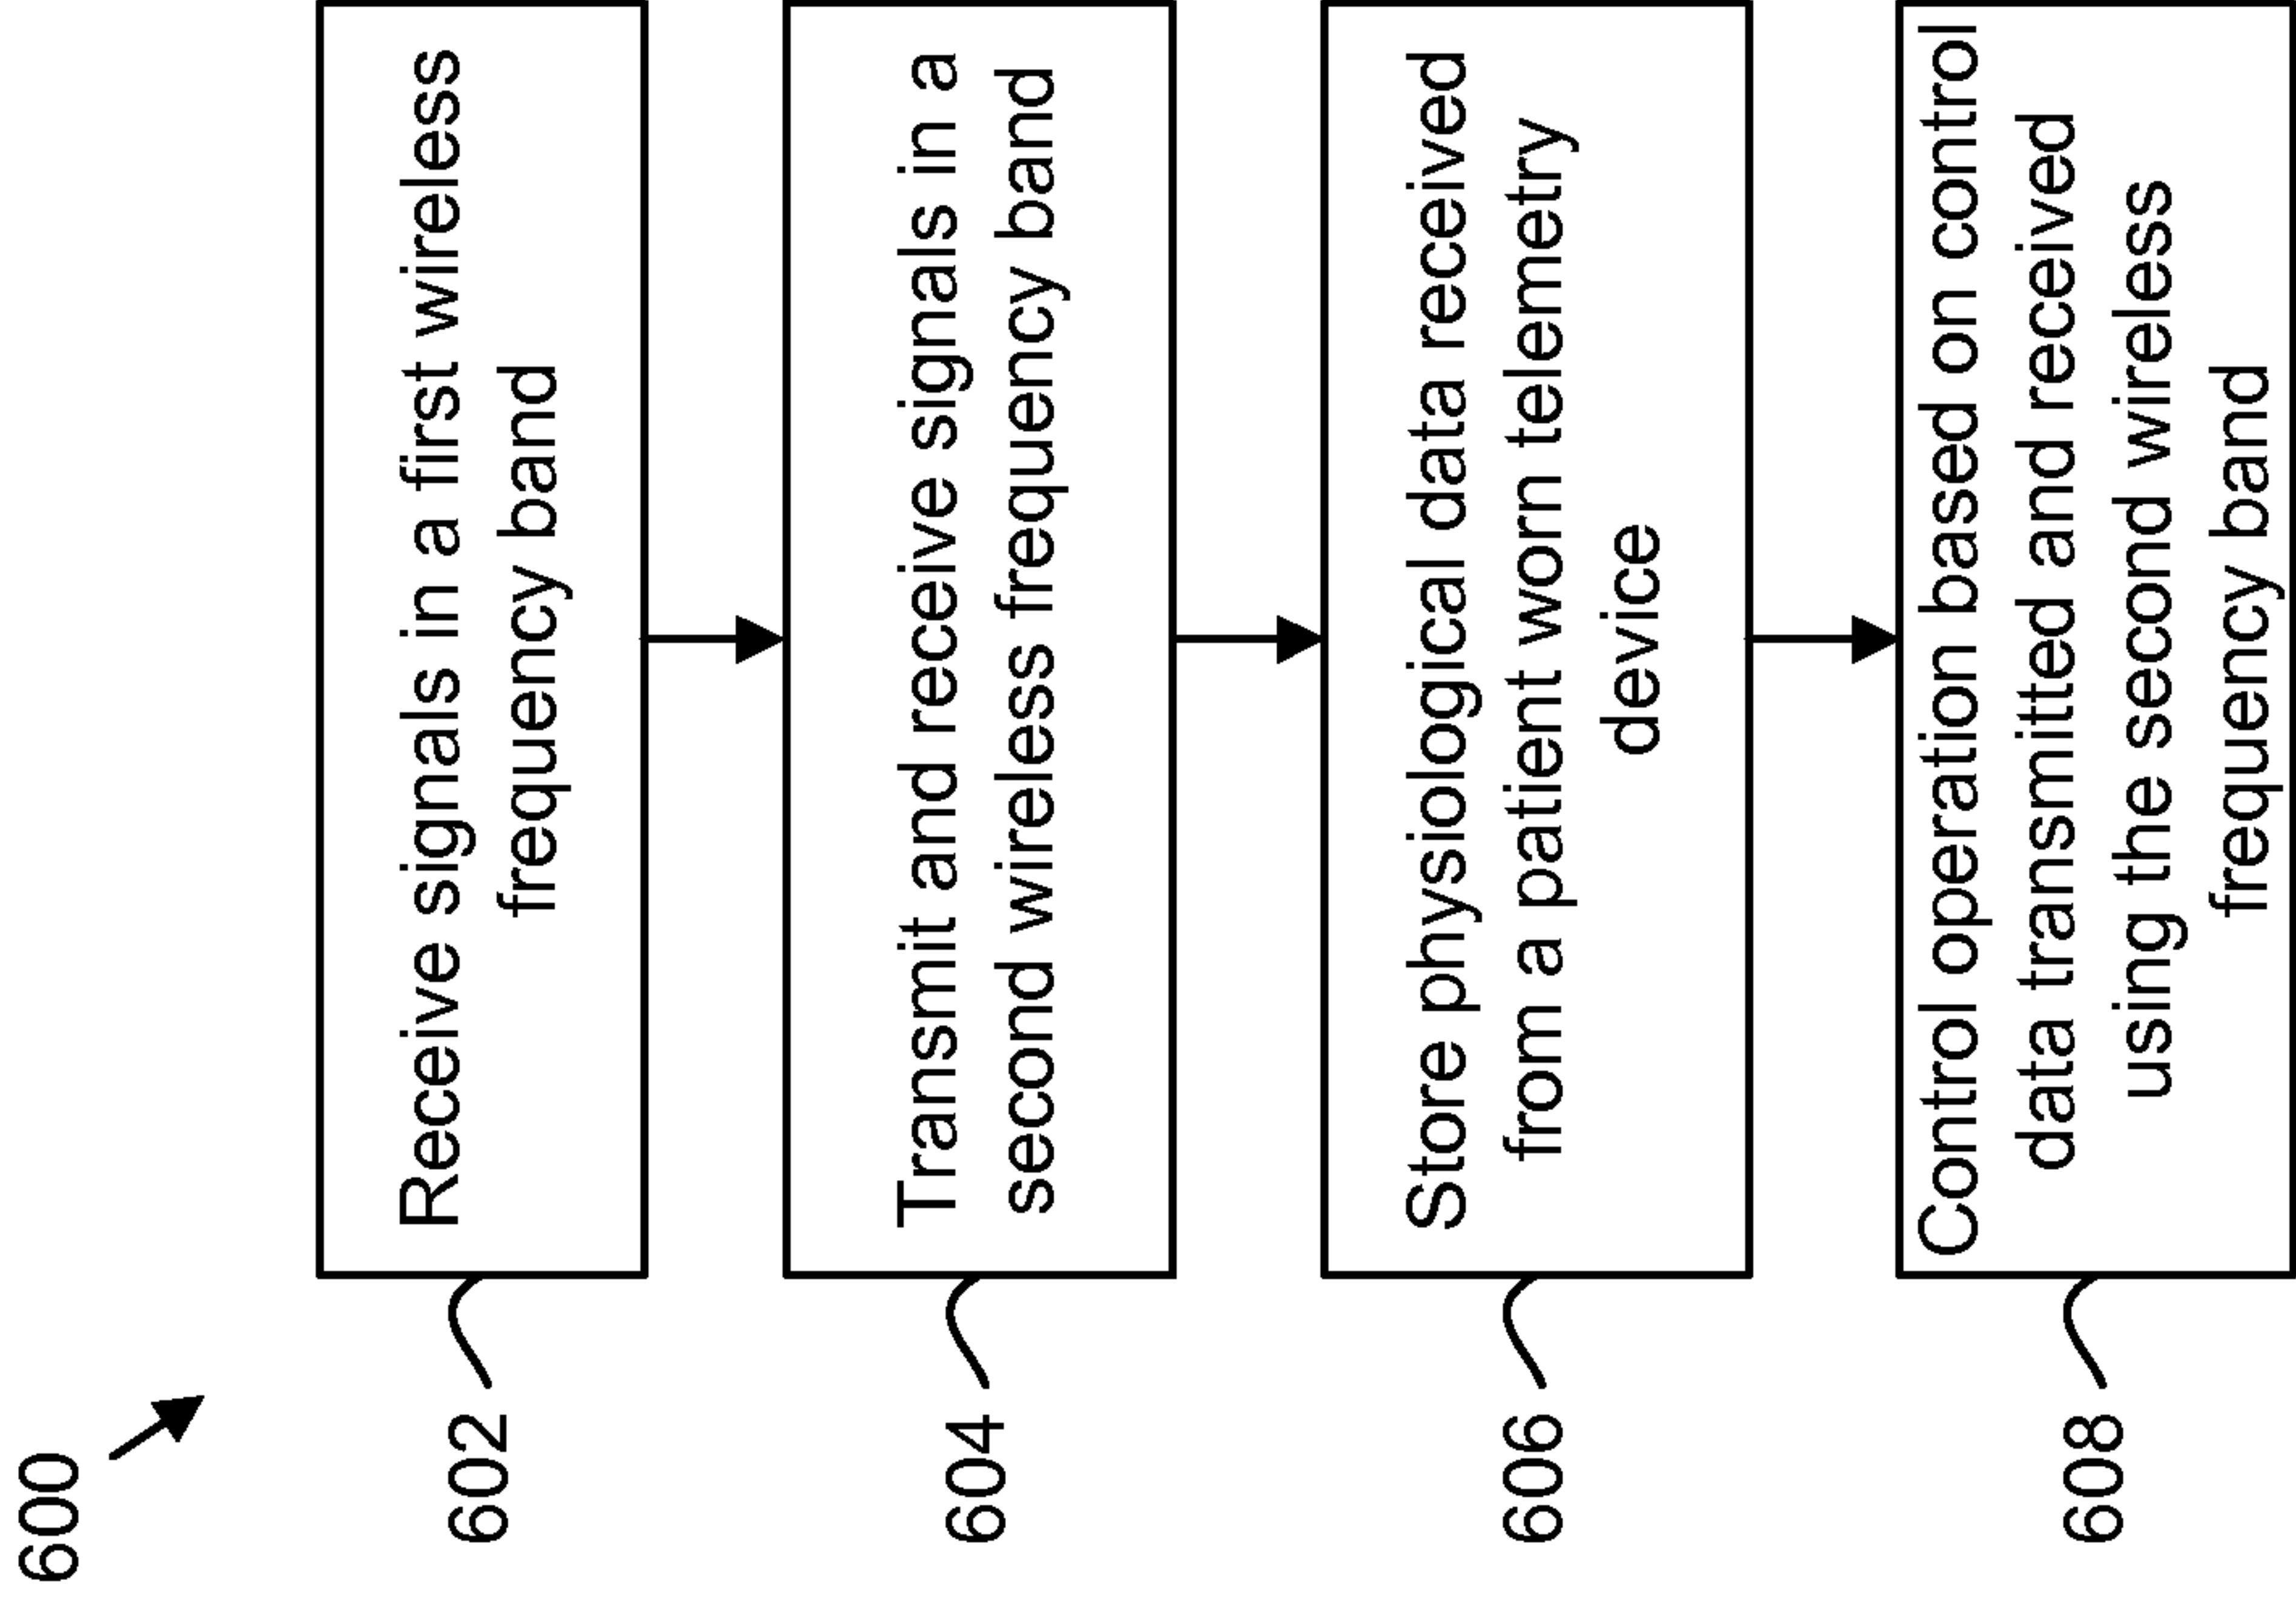 600
602
Receive signals in a first wireless
frequency band
604
Transmit and receive signals in a
second wireless frequency band
606
Store physiological data received
from a patient worn telemetry
device
608
Control operation based on control
data transmitted and received
using the second wireless
frequency band